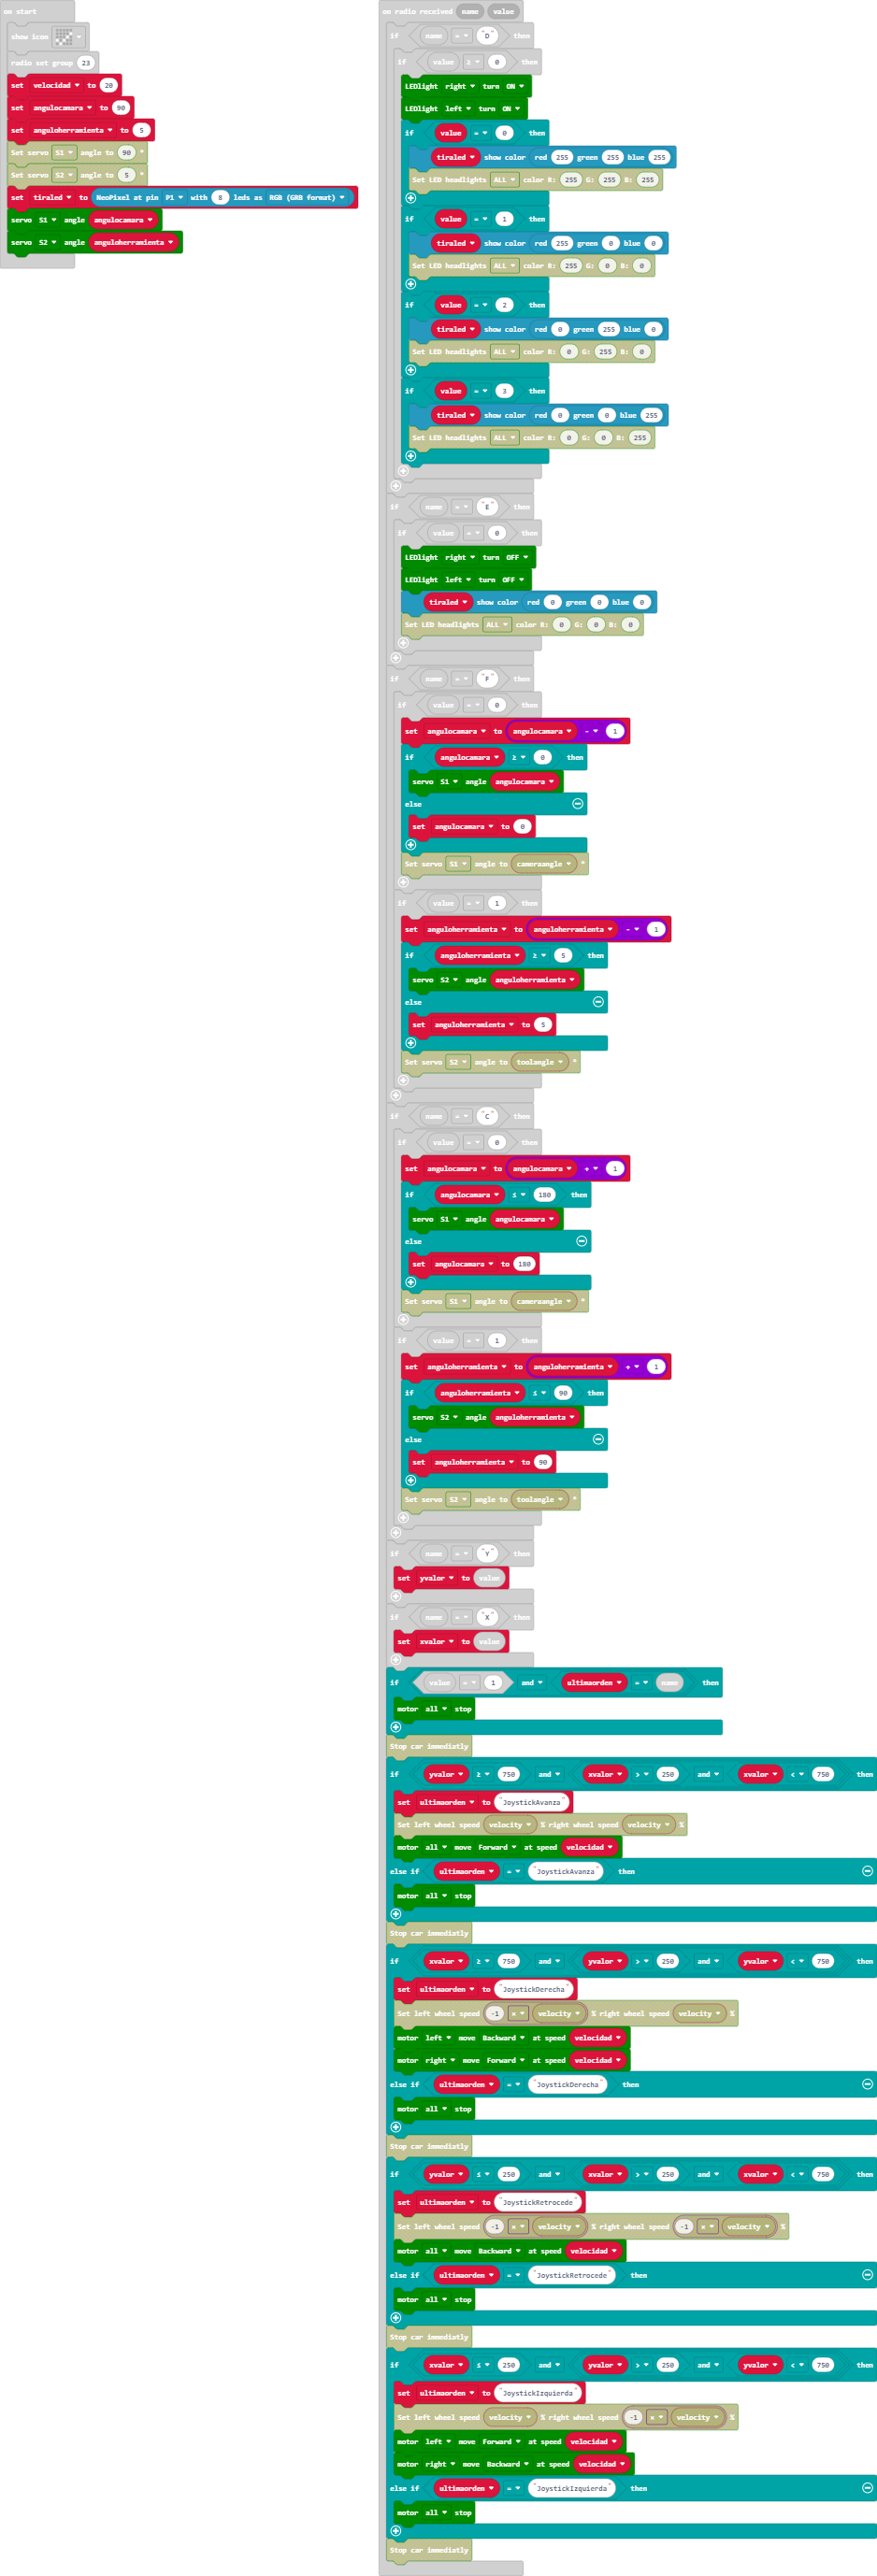 on start
show icon
radio set group 23
set velocidad to 20
set angulocamara to 90
set anguloherramienta to 5
Set servo S1 angle to 90 °
Set servo S2 angle to 5 °
set tiraled to NeoPixel at pin P1 with 8 leds as RGB (GRB format)
servo S1 angle angulocamara
servo S2 angle anguloherramienta
on radio received name value
if name = "D" then
if value ≥ 0 then
LEDlight right turn ON
LEDlight left turn ON
if value = 0 then
tiraled show color red 255 green 255 blue 255
Set LED headlights ALL color R: 255 G: 255 B: 255
if value = 1 then
tiraled show color red 255 green 0 blue 0
Set LED headlights ALL color R: 255 G: 0 B: 0
if value = 2 then
tiraled show color red 0 green 255 blue 0
Set LED headlights ALL color R: 0 G: 255 B: 0
if value = 3 then
tiraled show color red 0 green 0 blue 255
Set LED headlights ALL color R: 0 G: 0 B: 255
if name = "E" then
if value = 0 then
LEDlight right turn OFF
LEDlight left turn OFF
tiraled show color red 0 green 0 blue 0
Set LED headlights ALL color R: 0 G: 0 B: 0
if name = "F" then
if value = 0 then
set angulocamara to angulocamara - 1
if angulocamara ≥ 0 then
servo S1 angle angulocamara
else
set angulocamara to 0
Set servo S1 angle to cameraangle °
if value = 1 then
set anguloherramienta to anguloherramienta - 1
if anguloherramienta ≥ 5 then
servo S2 angle anguloherramienta
else
set anguloherramienta to 5
Set servo S2 angle to toolangle °
if name = "C" then
if value = 0 then
set angulocamara to angulocamara + 1
if angulocamara ≤ 180 then
servo S1 angle angulocamara
else
set angulocamara to 180
Set servo S1 angle to cameraangle °
if value = 1 then
set anguloherramienta to anguloherramienta + 1
if anguloherramienta ≤ 90 then
servo S2 angle anguloherramienta
else
set anguloherramienta to 90
Set servo S2 angle to toolangle °
if name = "Y" then
set yvalor to value
if name = "X" then
set xvalor to value
if value = 1 and ultimaorden = name then
motor all stop
Stop car immediatly
if yvalor ≥ 750 and xvalor > 250 and xvalor < 750 then
set ultimaorden to "JoystickAvanza"
Set left wheel speed velocity % right wheel speed velocity %
motor all move Forward at speed velocidad
else if ultimaorden = "JoystickAvanza" then
motor all stop
Stop car immediatly
if xvalor ≥ 750 and yvalor > 250 and yvalor < 750 then
set ultimaorden to "JoystickDerecha"
Set left wheel speed -1 × velocity % right wheel speed velocity %
motor left move Backward at speed velocidad
motor right move Forward at speed velocidad
else if ultimaorden = "JoystickDerecha" then
motor all stop
Stop car immediatly
if yvalor ≤ 250 and xvalor > 250 and xvalor < 750 then
set ultimaorden to "JoystickRetrocede"
Set left wheel speed -1 × velocity % right wheel speed -1 × velocity %
motor all move Backward at speed velocidad
else if ultimaorden = "JoystickRetrocede" then
motor all stop
Stop car immediatly
if xvalor ≤ 250 and yvalor > 250 and yvalor < 750 then
set ultimaorden to "JoystickIzquierda"
Set left wheel speed velocity % right wheel speed -1 × velocity %
motor left move Forward at speed velocidad
motor right move Backward at speed velocidad
else if ultimaorden = "JoystickIzquierda" then
motor all stop
Stop car immediatly